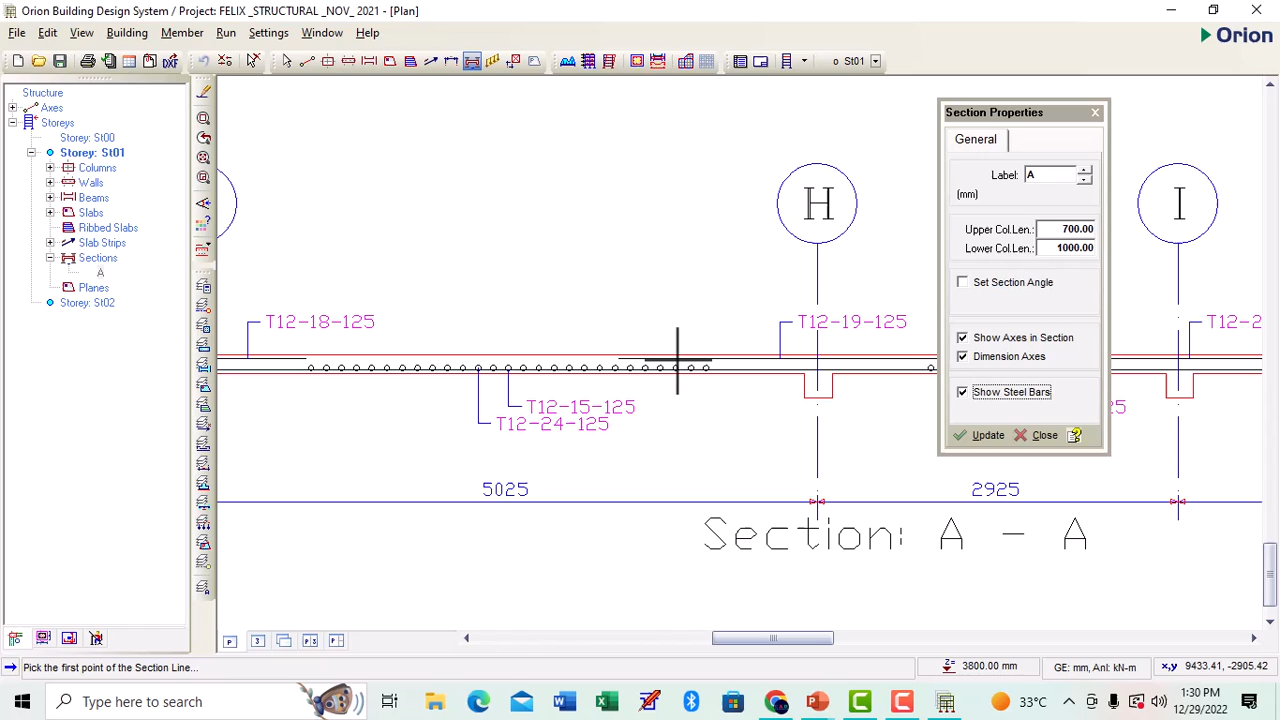 Orion Building Design System / Project: FELIX _STRUCTURAL _NOV_ 2021 - [Plan]
File Edit View Building Member Run Settings Window Help
Orion
DXF
St01
Structure
Axes
Storeys
Storey: St00
Storey: St01
Columns
Walls
Beams
Slabs
Ribbed Slabs
Slab Strips
Sections
A
Planes
Storey: St02
H
I
T12-18-125
T12-19-125
T12-2
T12-15-125
T12-24-125
25
5025
2925
Section: A - A
Section Properties
General
Label: A
(mm)
Upper Col.Len.: 700.00
Lower Col.Len.: 1000.00
Set Section Angle
Show Axes in Section
Dimension Axes
Show Steel Bars
Update Close
Pick the first point of the Section Line...
Z= 3800.00 mm
GE: mm, Anl: kN-m
x,y 9433.41, -2905.42
Type here to search
33°C
1:30 PM
12/29/2022